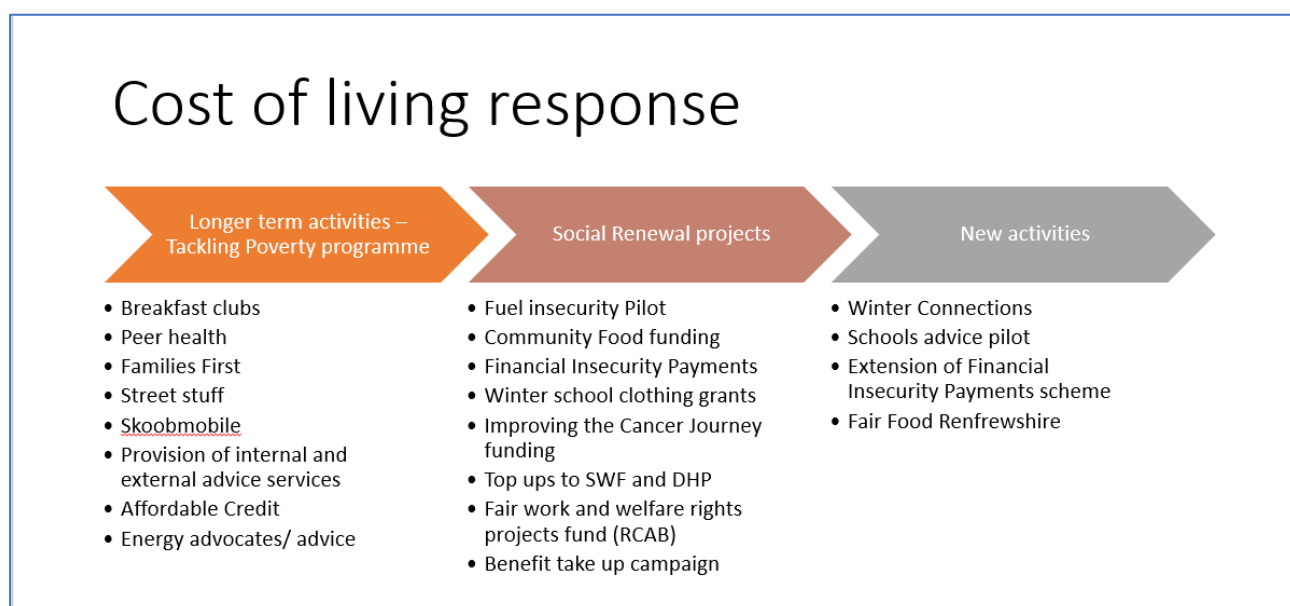 Cost of living response
Longer term activities –
Tackling Poverty programme
• Breakfast clubs
• Peer health
• Families First
• Street stuff
• Skoobmobile
• Provision of internal and
external advice services
• Affordable Credit
• Energy advocates/ advice
Social Renewal projects
• Fuel insecurity Pilot
• Community Food funding
• Financial Insecurity Payments
• Winter school clothing grants
• Improving the Cancer Journey
funding
• Top ups to SWF and DHP
• Fair work and welfare rights
projects fund (RCAB)
• Benefit take up campaign
New activities
• Winter Connections
• Schools advice pilot
• Extension of Financial
Insecurity Payments scheme
• Fair Food Renfrewshire